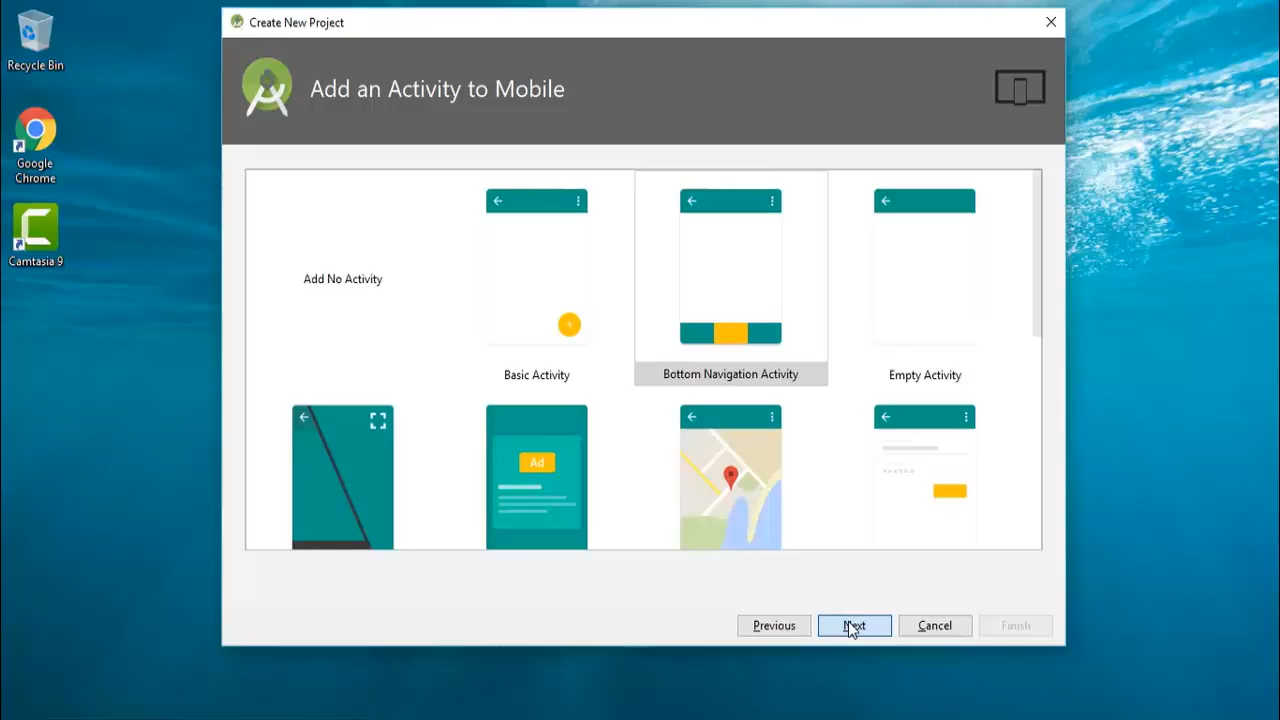 Create New Project
Recycle Bin
Add an Activity to Mobile
Google
Chrome
Camtasia 9
Add No Activity
Basic Activity
Bottom Navigation Activity
Empty Activity
Ad
Previous
Next
Cancel
Finish